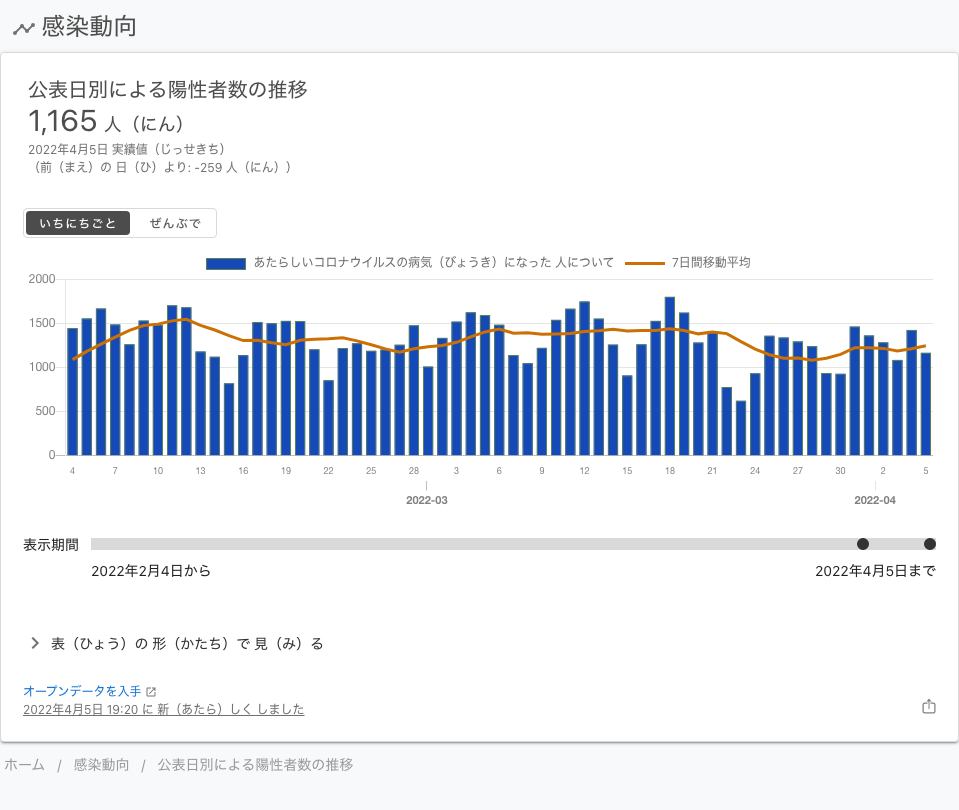 感染動向
公表日別による陽性者数の推移
1,165 人（にん）
2022年4月5日 実績値（じっせきち）
（前（まえ）の 日（ひ）より: -259 人（にん））
いちにちごと ぜんぶで
あたらしいコロナウイルスの病気（びょうき）になった 人について 7日間移動平均
2000
1500
1000
500
0
4 7 10 13 16 19 22 25 28 3 6 9 12 15 18 21 24 27 30 2 5
2022-03 2022-04
表示期間
2022年2月4日から 2022年4月5日まで
表（ひょう）の 形（かたち）で 見（み）る
オープンデータを入手
2022年4月5日 19:20 に 新（あたら）しく しました
ホーム / 感染動向 / 公表日別による陽性者数の推移